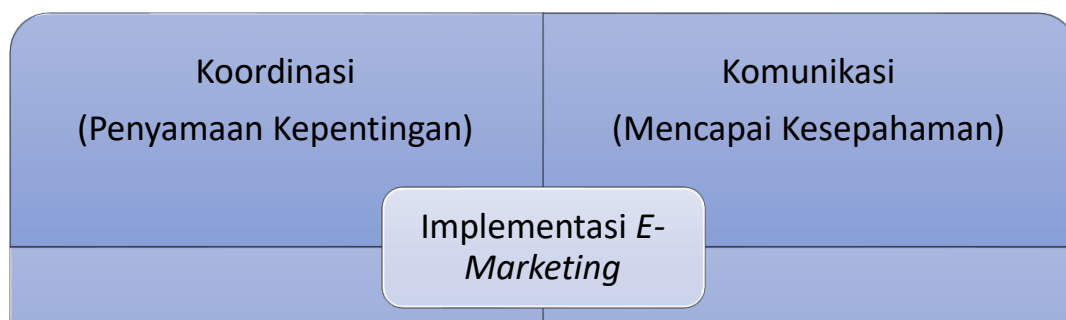 Koordinasi
(Penyamaan Kepentingan)
Komunikasi
(Mencapai Kesepahaman)
Implementasi E-
Marketing